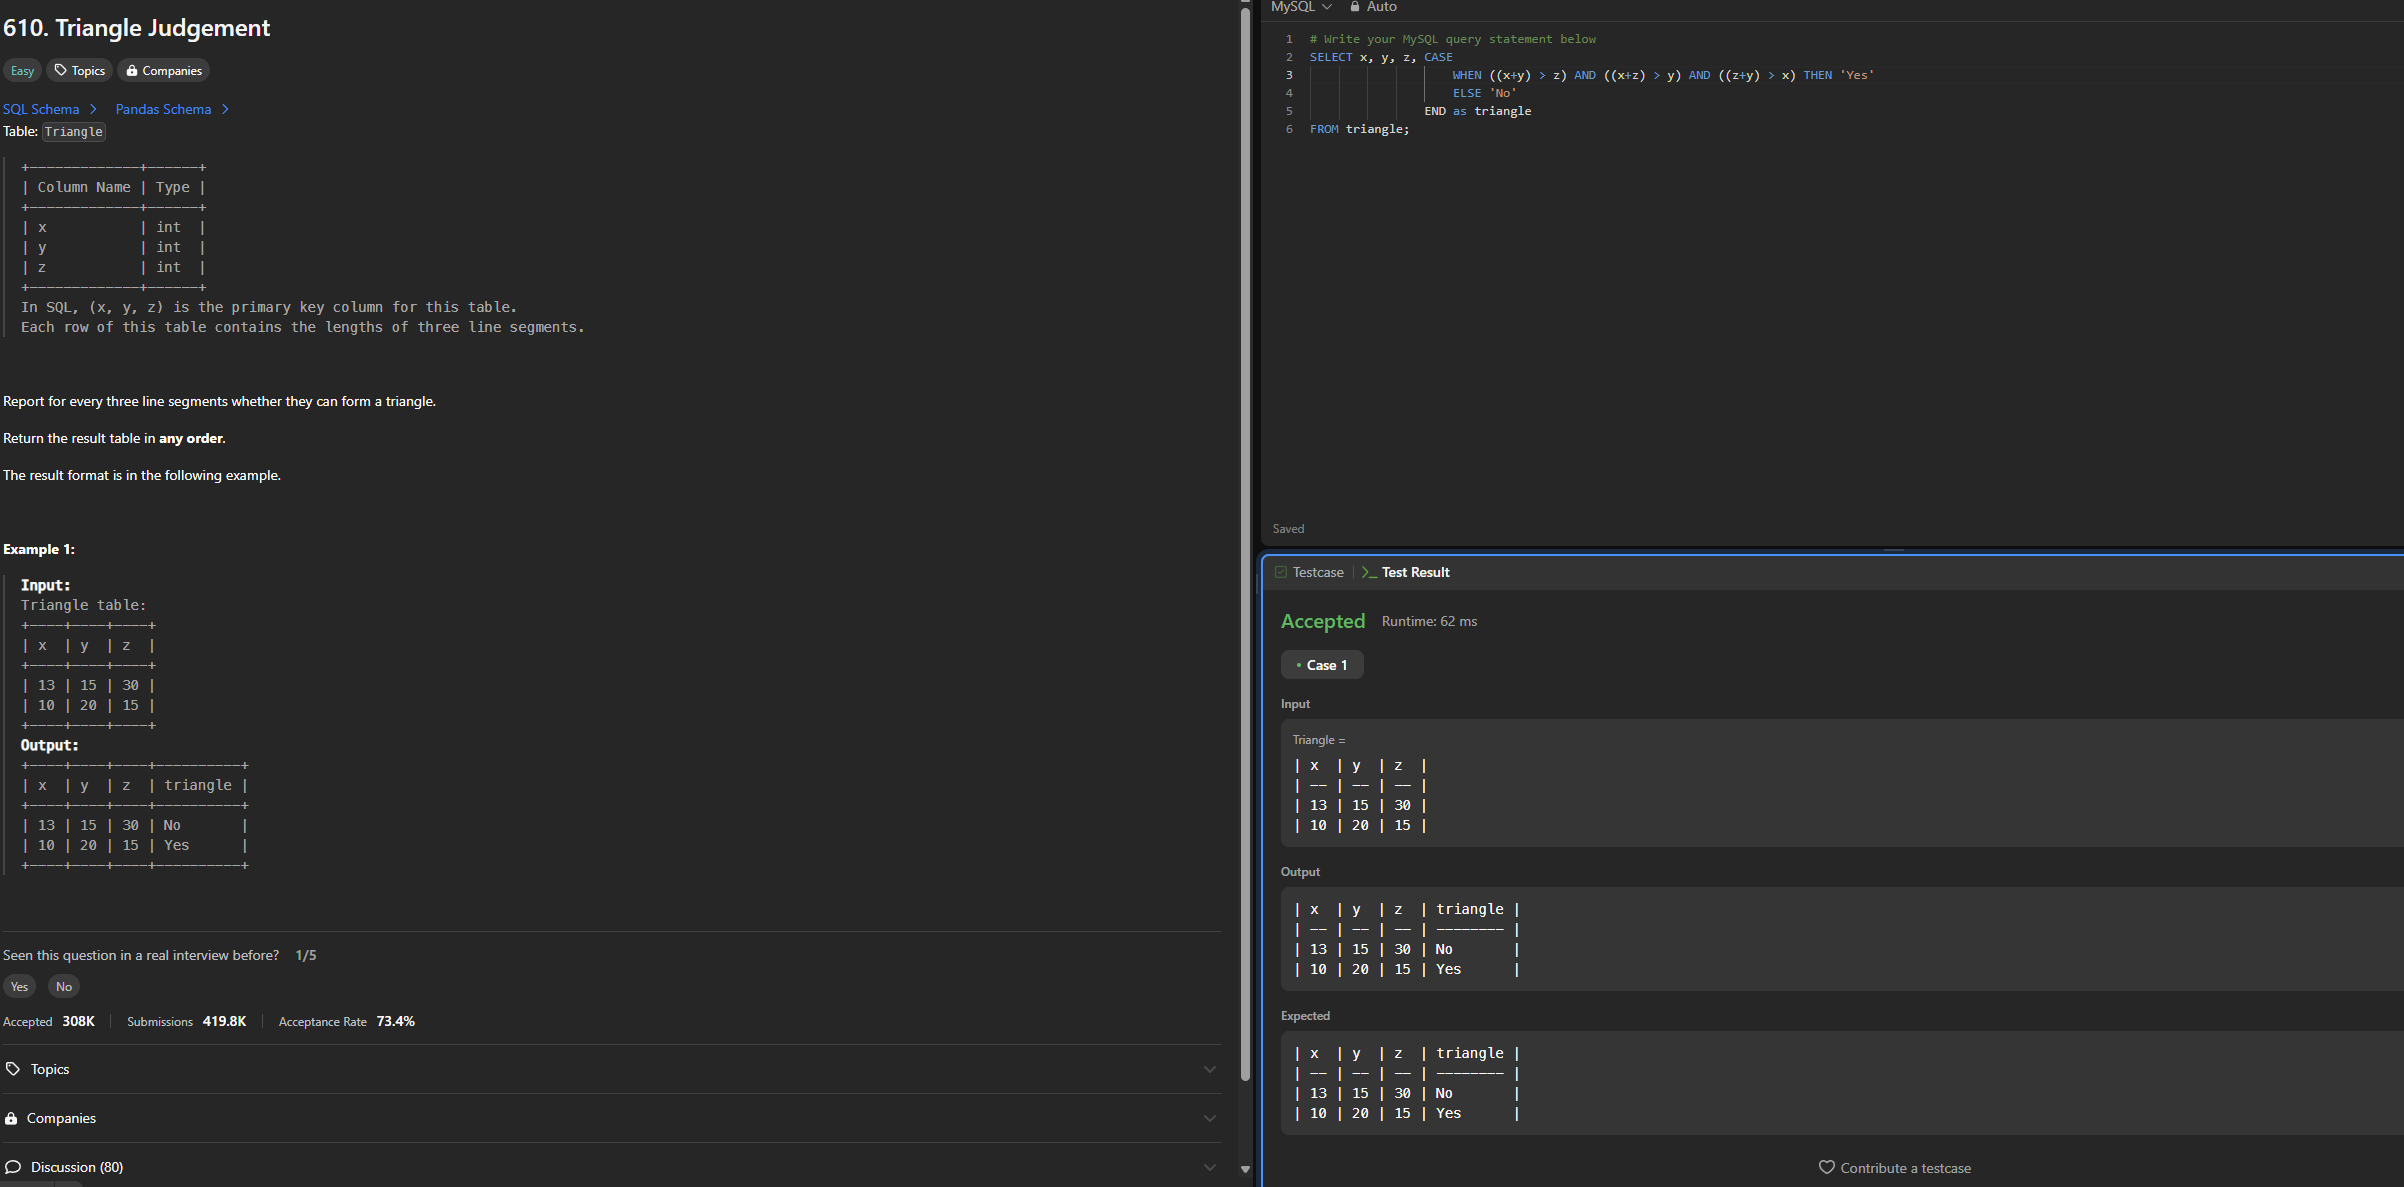 610. Triangle Judgement
Easy Topics Companies
SQL Schema > Pandas Schema >
Table: Triangle
+-------------+------+
| Column Name | Type |
+-------------+------+
| x           | int  |
| y           | int  |
| z           | int  |
+-------------+------+
In SQL, (x, y, z) is the primary key column for this table.
Each row of this table contains the lengths of three line segments.
Report for every three line segments whether they can form a triangle.
Return the result table in any order.
The result format is in the following example.
Example 1:
Input:
Triangle table:
+----+----+----+
| x  | y  | z  |
+----+----+----+
| 13 | 15 | 30 |
| 10 | 20 | 15 |
+----+----+----+
Output:
+----+----+----+----------+
| x  | y  | z  | triangle |
+----+----+----+----------+
| 13 | 15 | 30 | No       |
| 10 | 20 | 15 | Yes      |
+----+----+----+----------+
Seen this question in a real interview before? 1/5
Yes No
Accepted 308K | Submissions 419.8K | Acceptance Rate 73.4%
Topics
Companies
Discussion (80)
MySQL Auto
1 # Write your MySQL query statement below
2 SELECT x, y, z, CASE
3 WHEN ((x+y) > z) AND ((x+z) > y) AND ((z+y) > x) THEN 'Yes'
4 ELSE 'No'
5 END as triangle
6 FROM triangle;
Saved
Testcase | >_ Test Result
Accepted Runtime: 62 ms
• Case 1
Input
Triangle =
| x  | y  | z  |
| -- | -- | -- |
| 13 | 15 | 30 |
| 10 | 20 | 15 |
Output
| x  | y  | z  | triangle |
| -- | -- | -- | -------- |
| 13 | 15 | 30 | No       |
| 10 | 20 | 15 | Yes      |
Expected
| x  | y  | z  | triangle |
| -- | -- | -- | -------- |
| 13 | 15 | 30 | No       |
| 10 | 20 | 15 | Yes      |
Contribute a testcase